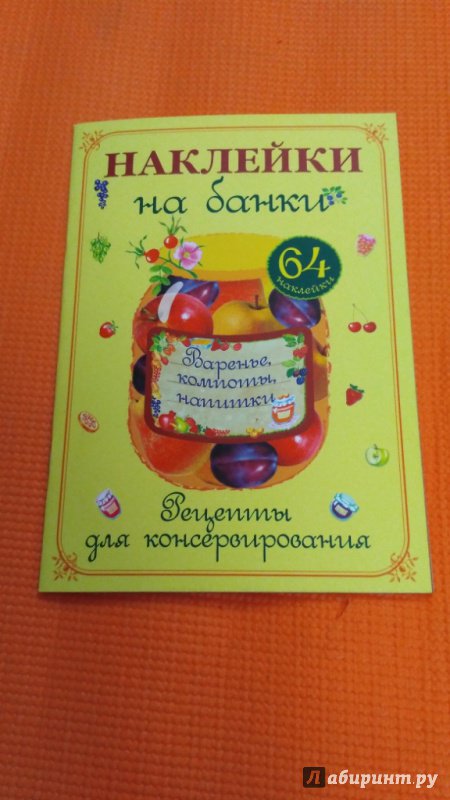 НАКЛЕЙКИ
на банки
64
наклейки
Варенье,
компоты,
напитки
Рецепты
для консервирования
Лабиринт.ру